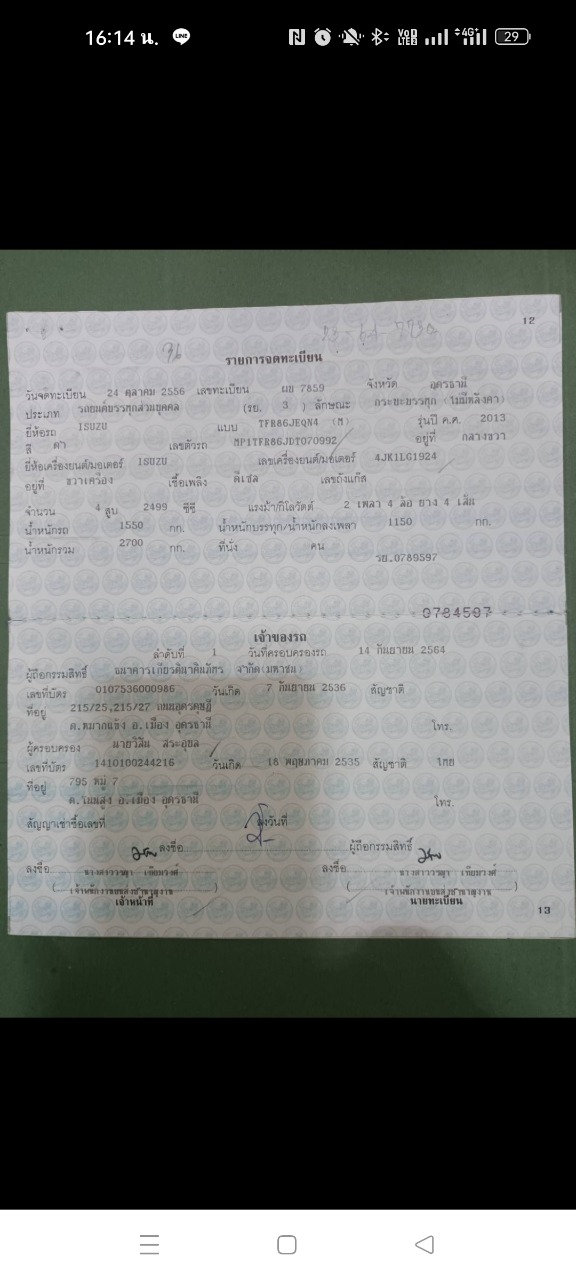 16:14 น. LINE VoD LTE2 4G+ 29
12
รายการจดทะเบียน
วันจดทะเบียน 24 ตุลาคม 2556 เลขทะเบียน ผย 7859 จังหวัด อุดรธานี
ประเภท รถยนต์บรรทุกส่วนบุคคล (รย. 3 ) ลักษณะ กระบะบรรทุก (ไม่มีหลังคา)
ยี่ห้อรถ ISUZU แบบ TFR86JEQN4 (M) รุ่นปี ค.ศ. 2013
สี ดำ เลขตัวรถ MP1TFR86JDT070992 อยู่ที่ กลางขวา
ยี่ห้อเครื่องยนต์/มอเตอร์ ISUZU เลขเครื่องยนต์/มอเตอร์ 4JK1LG1924
อยู่ที่ ขวาเครื่อง เชื้อเพลิง ดีเซล เลขถังแก๊ส
จำนวน 4 สูบ 2499 ซีซี แรงม้า/กิโลวัตต์ 2 เพลา 4 ล้อ ยาง 4 เส้น
น้ำหนักรถ 1550 กก. น้ำหนักบรรทุก/น้ำหนักลงเพลา 1150 กก.
น้ำหนักรวม 2700 กก. ที่นั่ง คน
รย.0789597
เจ้าของรถ
ลำดับที่ 1 วันที่ครอบครองรถ 14 กันยายน 2564
ผู้ถือกรรมสิทธิ์ ธนาคารเกียรตินาคินภัทร จำกัด(มหาชน)
เลขที่บัตร 0107536000986 วันเกิด 7 กันยายน 2536 สัญชาติ
ที่อยู่ 215/25,215/27 ถนนอุดรดุษฎี
ต.หมากแข้ง อ.เมือง อุดรธานี โทร.
ผู้ครอบครอง นายวิสิน
เลขที่บัตร 1410100244216 วันเกิด 18 พฤษภาคม 2535 สัญชาติ ไทย
ที่อยู่ 795 หมู่ 7
ต.โนนสูง อ.เมือง อุดรธานี โทร.
สัญญาเช่าซื้อเลขที่ ลงวันที่
ลงชื่อ ผู้ถือกรรมสิทธิ์
ลงชื่อ ลงชื่อ
เจ้าหน้าที่ นายทะเบียน
13